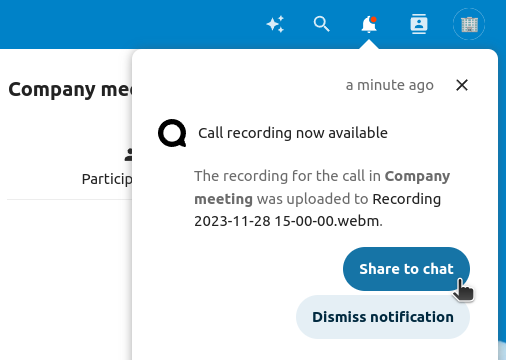 Company mee
a minute ago
Call recording now available
Particip
The recording for the call in Company
meeting was uploaded to Recording
2023-11-28 15-00-00.webm.
Share to chat
Dismiss notification